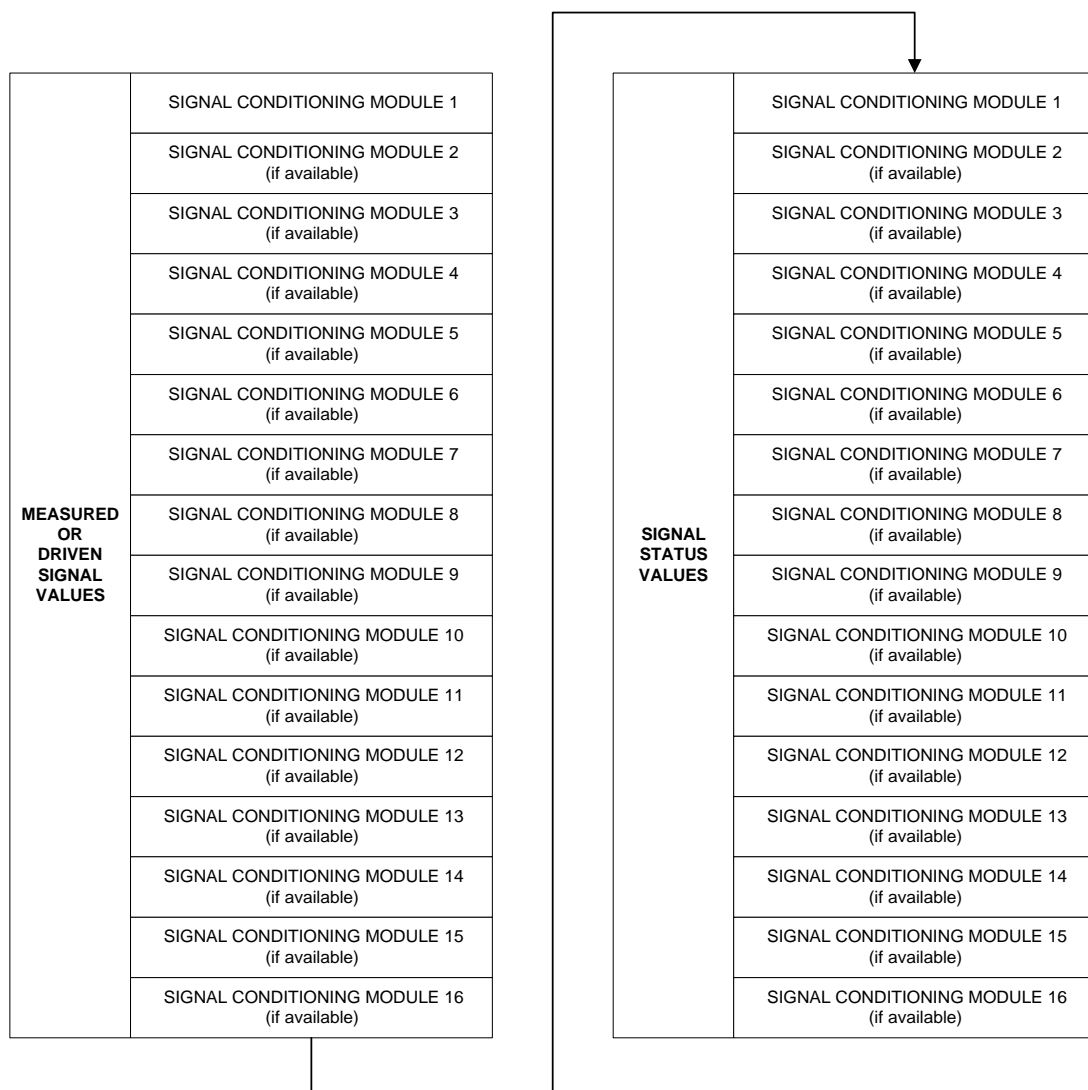 MEASURED
OR
DRIVEN
SIGNAL
VALUES
SIGNAL CONDITIONING MODULE 1
SIGNAL CONDITIONING MODULE 2
(if available)
SIGNAL CONDITIONING MODULE 3
(if available)
SIGNAL CONDITIONING MODULE 4
(if available)
SIGNAL CONDITIONING MODULE 5
(if available)
SIGNAL CONDITIONING MODULE 6
(if available)
SIGNAL CONDITIONING MODULE 7
(if available)
SIGNAL CONDITIONING MODULE 8
(if available)
SIGNAL CONDITIONING MODULE 9
(if available)
SIGNAL CONDITIONING MODULE 10
(if available)
SIGNAL CONDITIONING MODULE 11
(if available)
SIGNAL CONDITIONING MODULE 12
(if available)
SIGNAL CONDITIONING MODULE 13
(if available)
SIGNAL CONDITIONING MODULE 14
(if available)
SIGNAL CONDITIONING MODULE 15
(if available)
SIGNAL CONDITIONING MODULE 16
(if available)
SIGNAL
STATUS
VALUES
SIGNAL CONDITIONING MODULE 1
SIGNAL CONDITIONING MODULE 2
(if available)
SIGNAL CONDITIONING MODULE 3
(if available)
SIGNAL CONDITIONING MODULE 4
(if available)
SIGNAL CONDITIONING MODULE 5
(if available)
SIGNAL CONDITIONING MODULE 6
(if available)
SIGNAL CONDITIONING MODULE 7
(if available)
SIGNAL CONDITIONING MODULE 8
(if available)
SIGNAL CONDITIONING MODULE 9
(if available)
SIGNAL CONDITIONING MODULE 10
(if available)
SIGNAL CONDITIONING MODULE 11
(if available)
SIGNAL CONDITIONING MODULE 12
(if available)
SIGNAL CONDITIONING MODULE 13
(if available)
SIGNAL CONDITIONING MODULE 14
(if available)
SIGNAL CONDITIONING MODULE 15
(if available)
SIGNAL CONDITIONING MODULE 16
(if available)